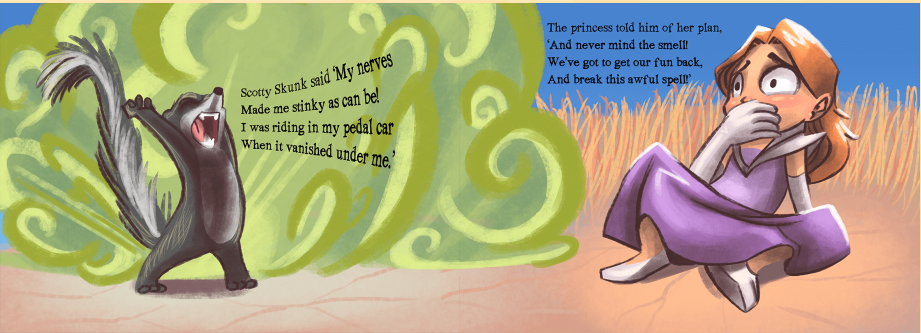 Scotty Skunk said ‘My nerves
Made me stinky as can be!
I was riding in my pedal car
When it vanished under me.’
The princess told him of her plan,
‘And never mind the smell!
We’ve got to get our fun back,
And break this awful spell!’